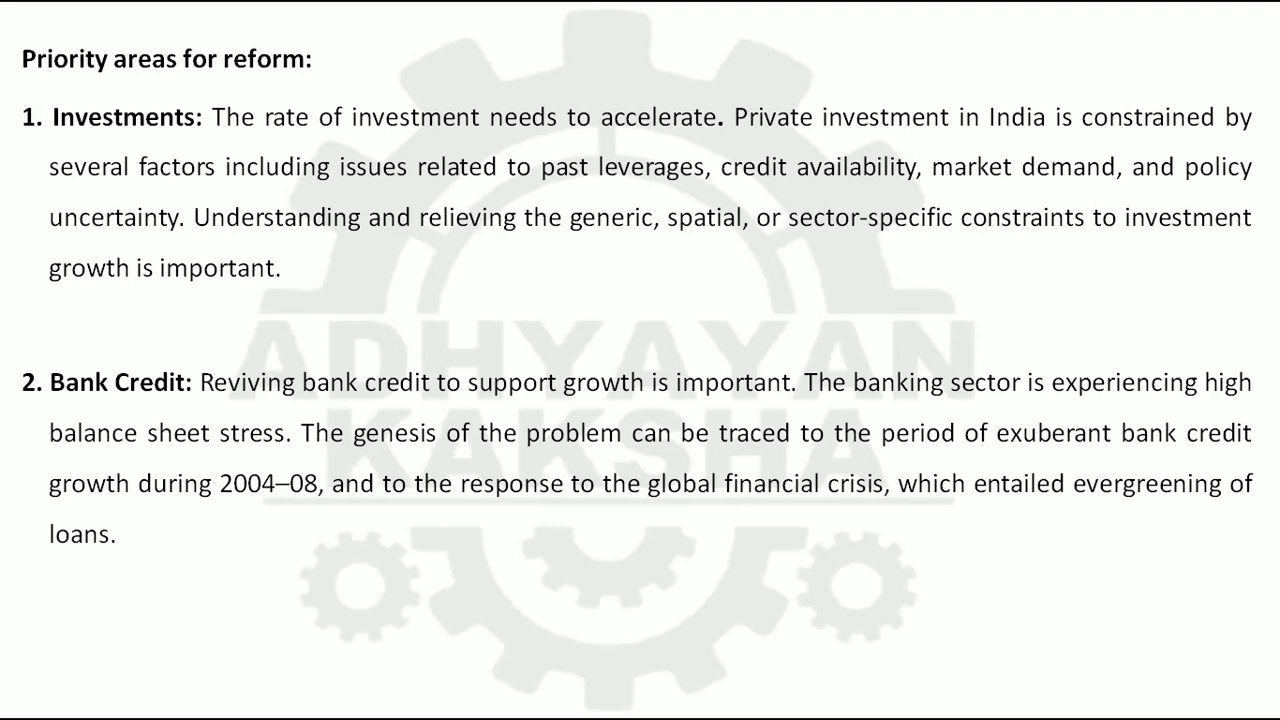 Priority areas for reform:
1. Investments: The rate of investment needs to accelerate. Private investment in India is constrained by
several factors including issues related to past leverages, credit availability, market demand, and policy
uncertainty. Understanding and relieving the generic, spatial, or sector-specific constraints to investment
growth is important.
ADHYAYAN
2. Bank Credit: Reviving bank credit to support growth is important. The banking sector is experiencing high
KAKSHA
balance sheet stress. The genesis of the problem can be traced to the period of exuberant bank credit
growth during 2004–08, and to the response to the global financial crisis, which entailed evergreening of
loans.